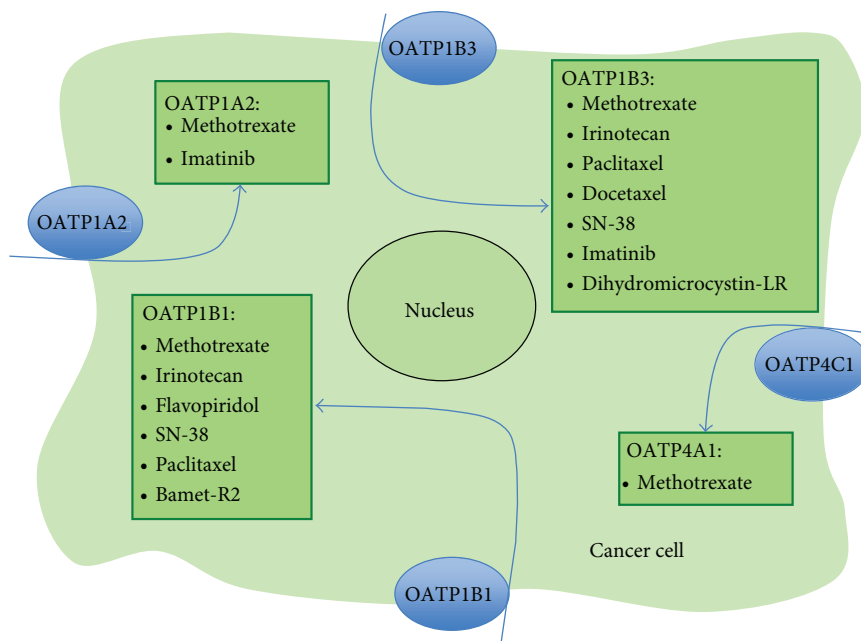 OATP1B3
OATP1A2:
• Methotrexate
• Imatinib
OATP1B3:
• Methotrexate
• Irinotecan
• Paclitaxel
• Docetaxel
• SN-38
• Imatinib
• Dihydromicrocystin-LR
OATP1A2
Nucleus
OATP1B1:
• Methotrexate
• Irinotecan
• Flavopiridol
• SN-38
• Paclitaxel
• Bamet-R2
OATP4C1
OATP4A1:
• Methotrexate
Cancer cell
OATP1B1